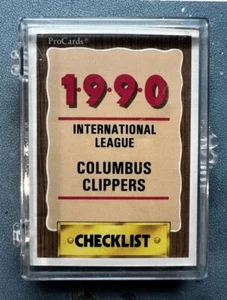 ProCards®
1·9·9·0
INTERNATIONAL
LEAGUE
COLUMBUS
CLIPPERS
CHECKLIST